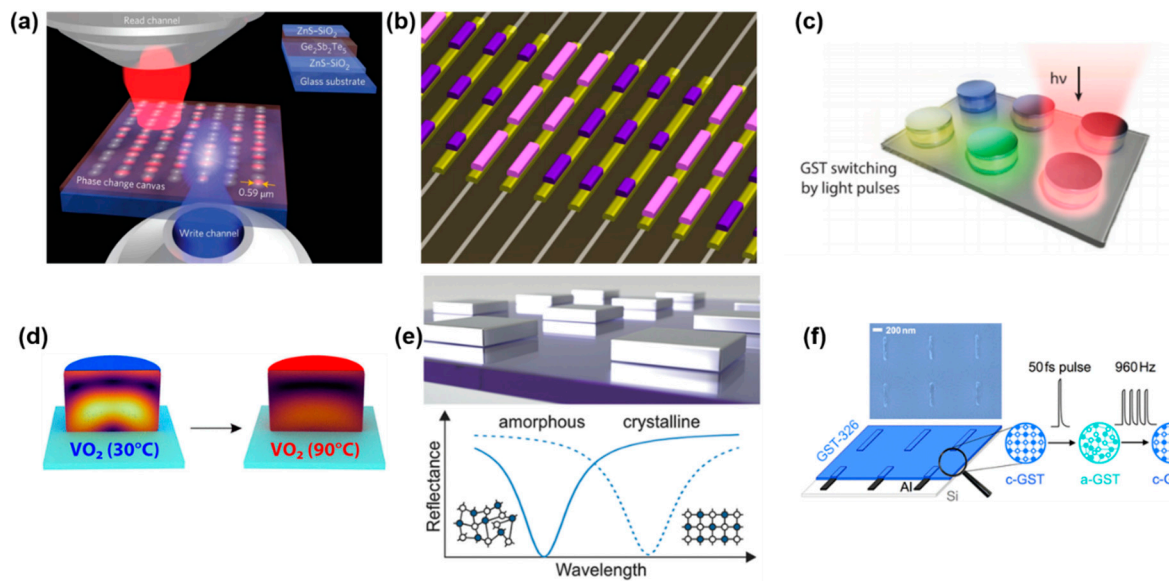 (a)
Read channel
ZnS-SiO₂
Ge₂Sb₂Te₅
ZnS-SiO₂
Glass substrate
Phase change canvas
0.59 μm
Write channel
(b)
(c)
hν
GST switching
by light pulses
(d)
VO₂ (30°C)
VO₂ (90°C)
(e)
amorphous
crystalline
Reflectance
Wavelength
(f)
200 nm
50 fs pulse
960 Hz
GST-326
Al
Si
c-GST
a-GST
c-G